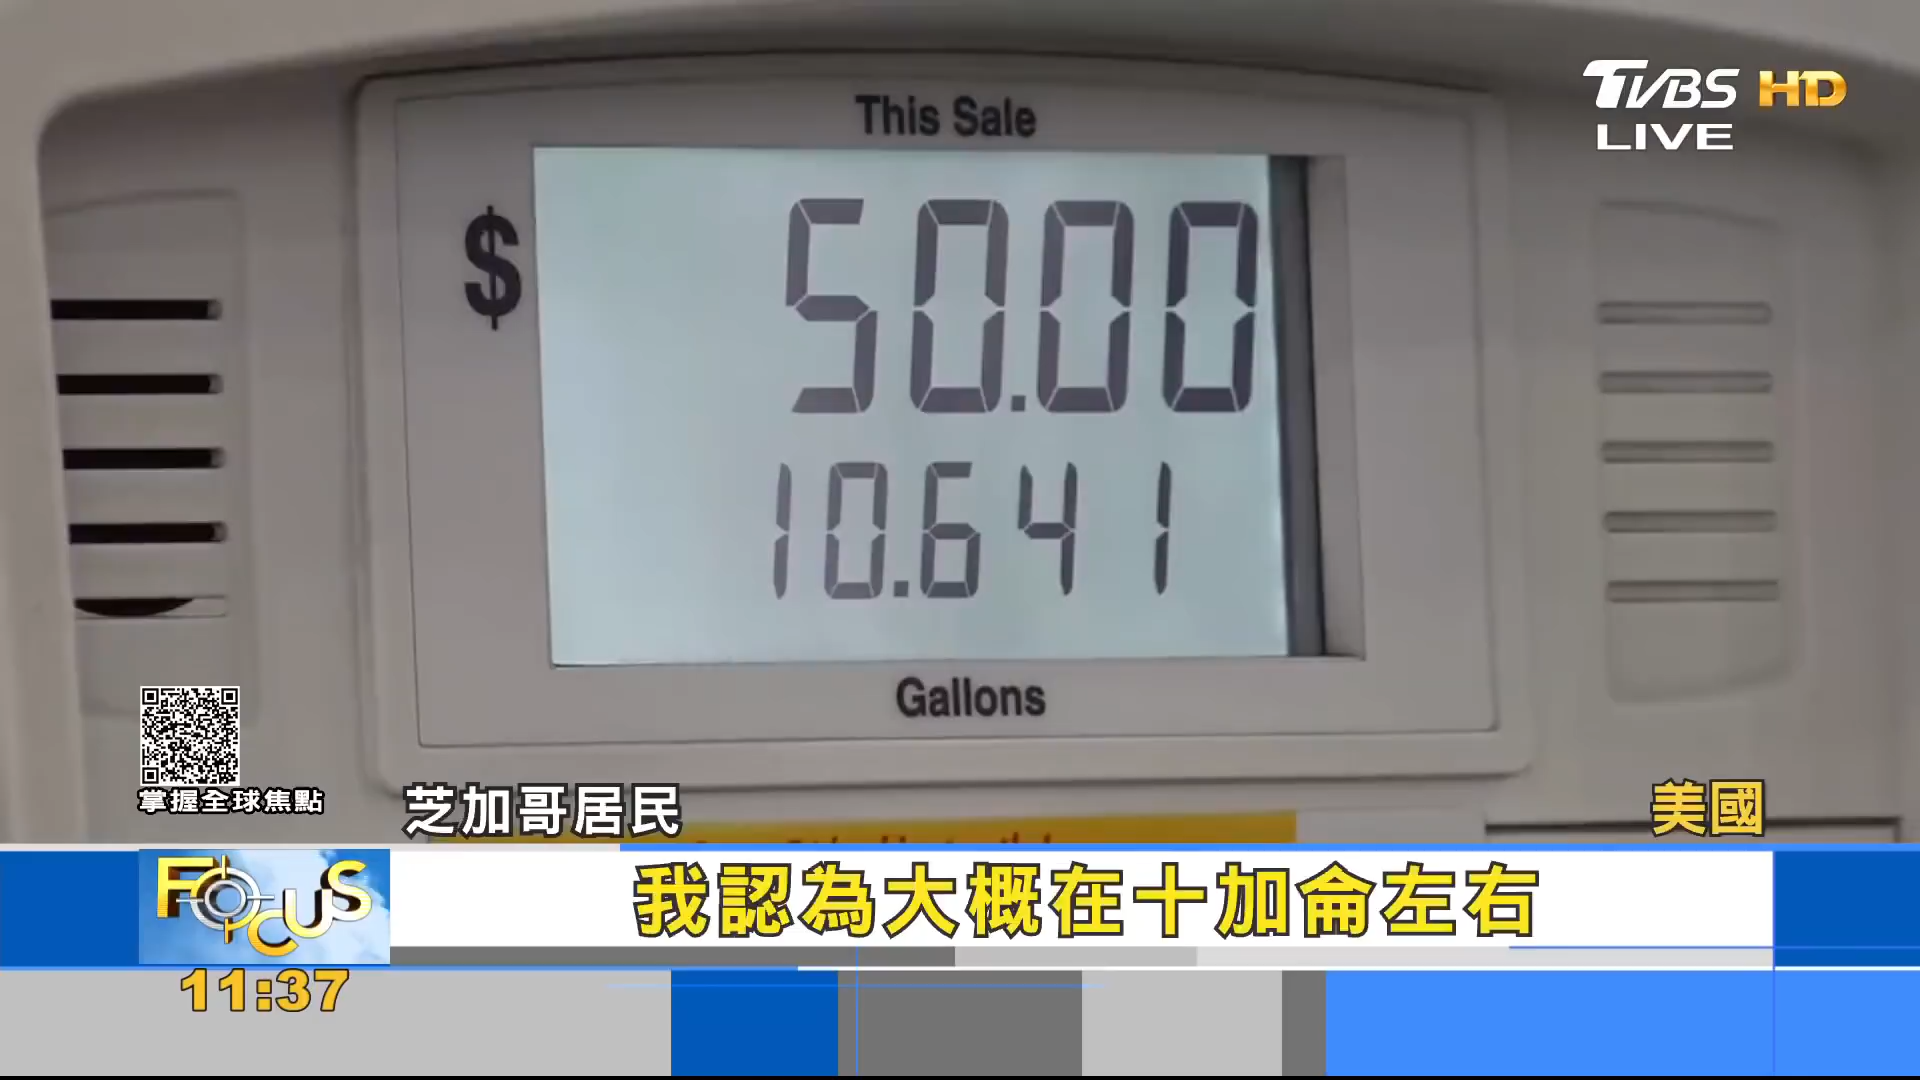 TVBS HD
LIVE
This Sale
$ 50.00
10.641
Gallons
掌握全球焦點
芝加哥居民
美國
FOCUS
我認為大概在十加侖左右
11:37